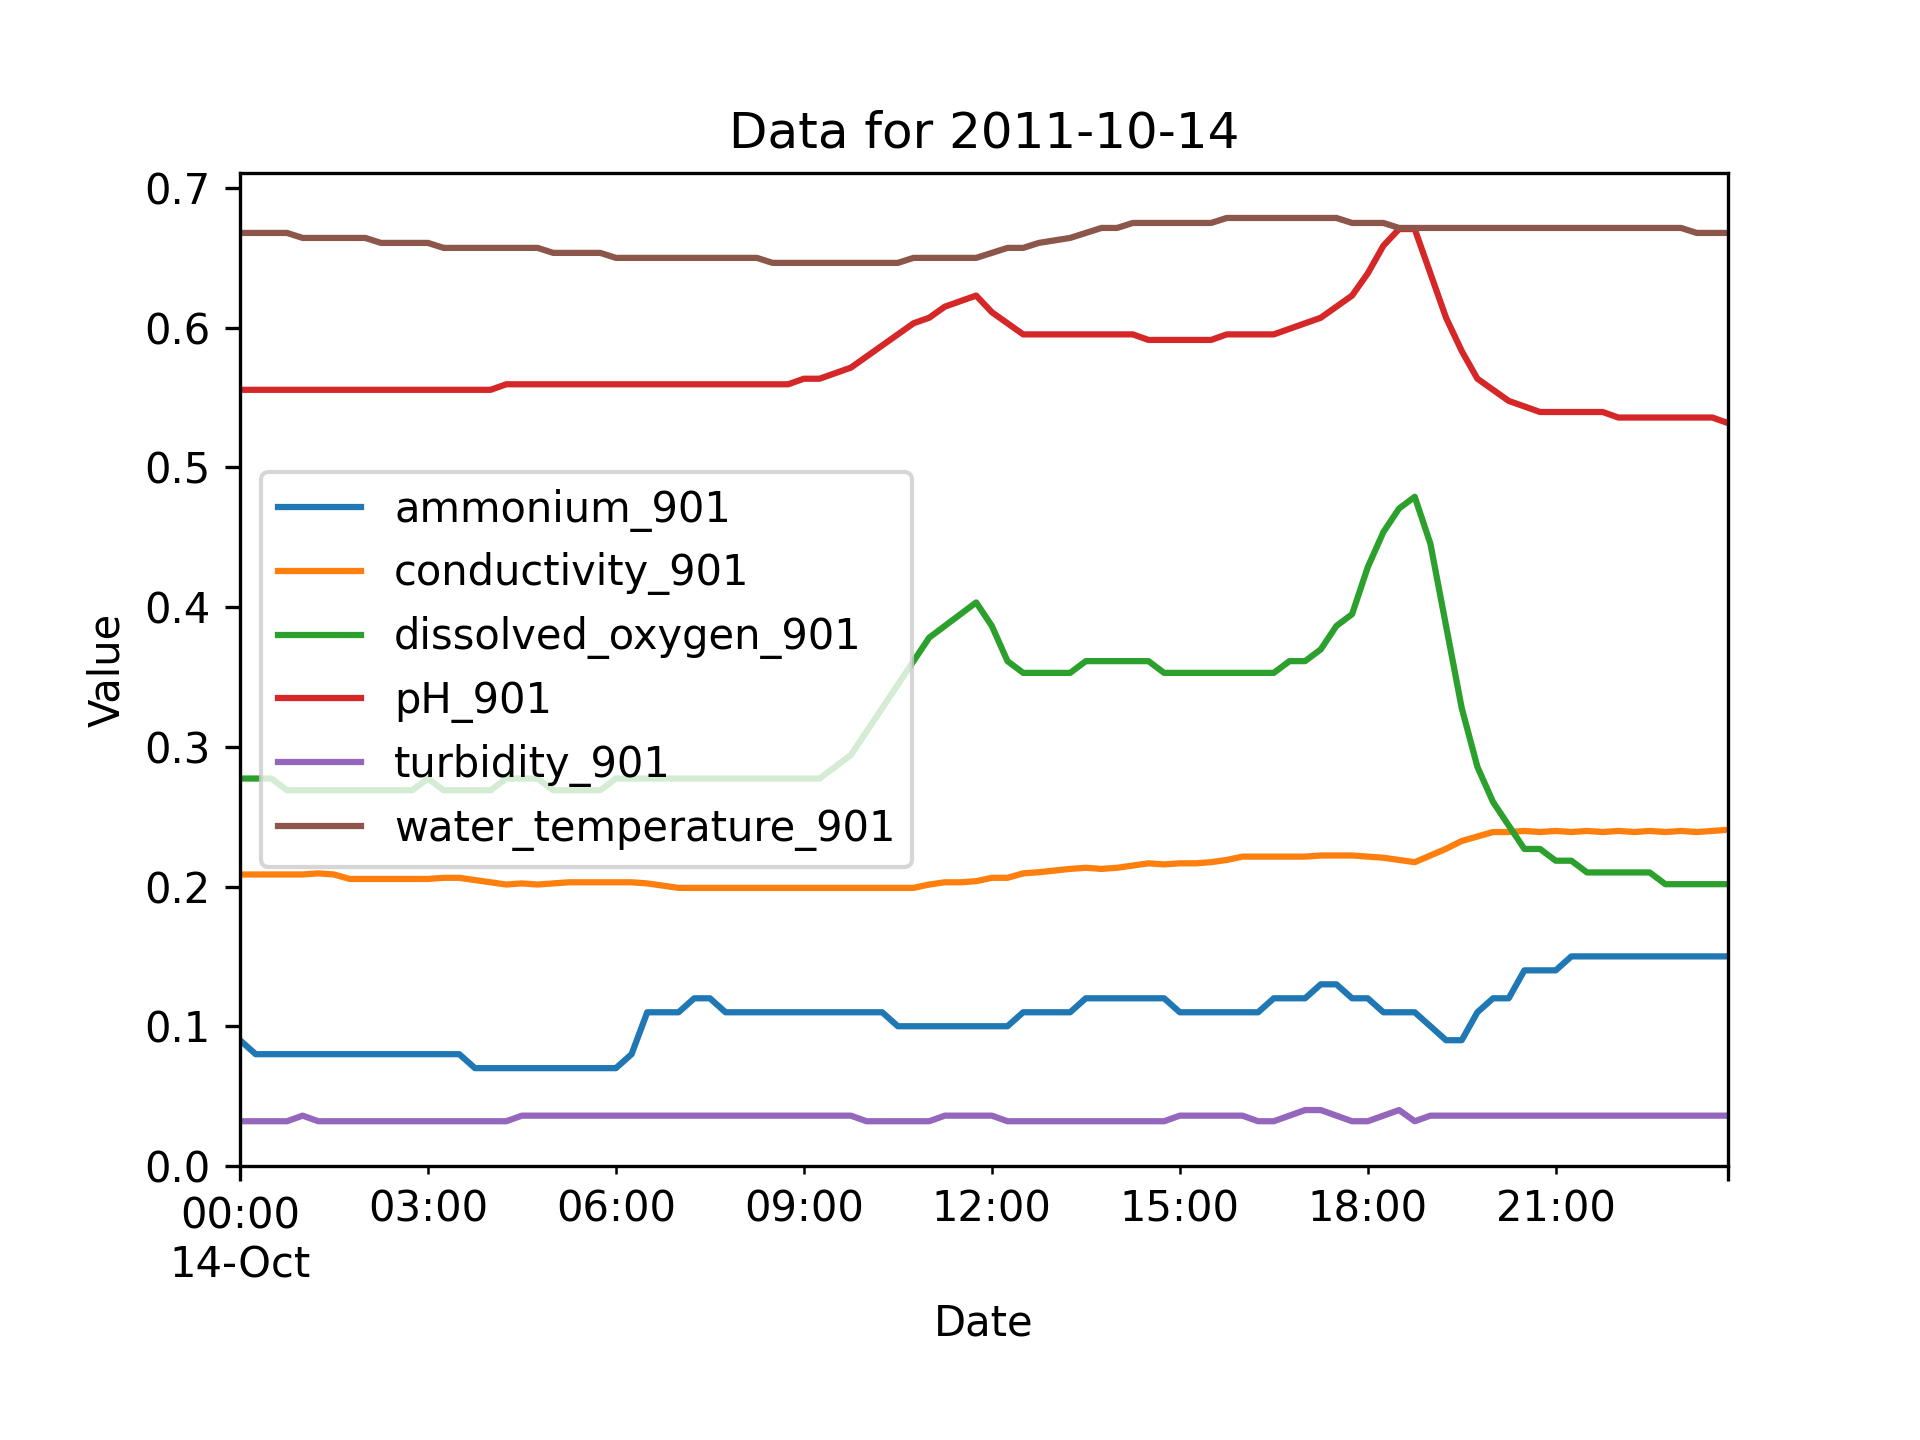 Data for 2011-10-14
0.7
0.6
0.5
0.4
0.3
0.2
0.1
0.0
Value
ammonium_901
conductivity_901
dissolved_oxygen_901
pH_901
turbidity_901
water_temperature_901
00:00 03:00 06:00 09:00 12:00 15:00 18:00 21:00
14-Oct
Date